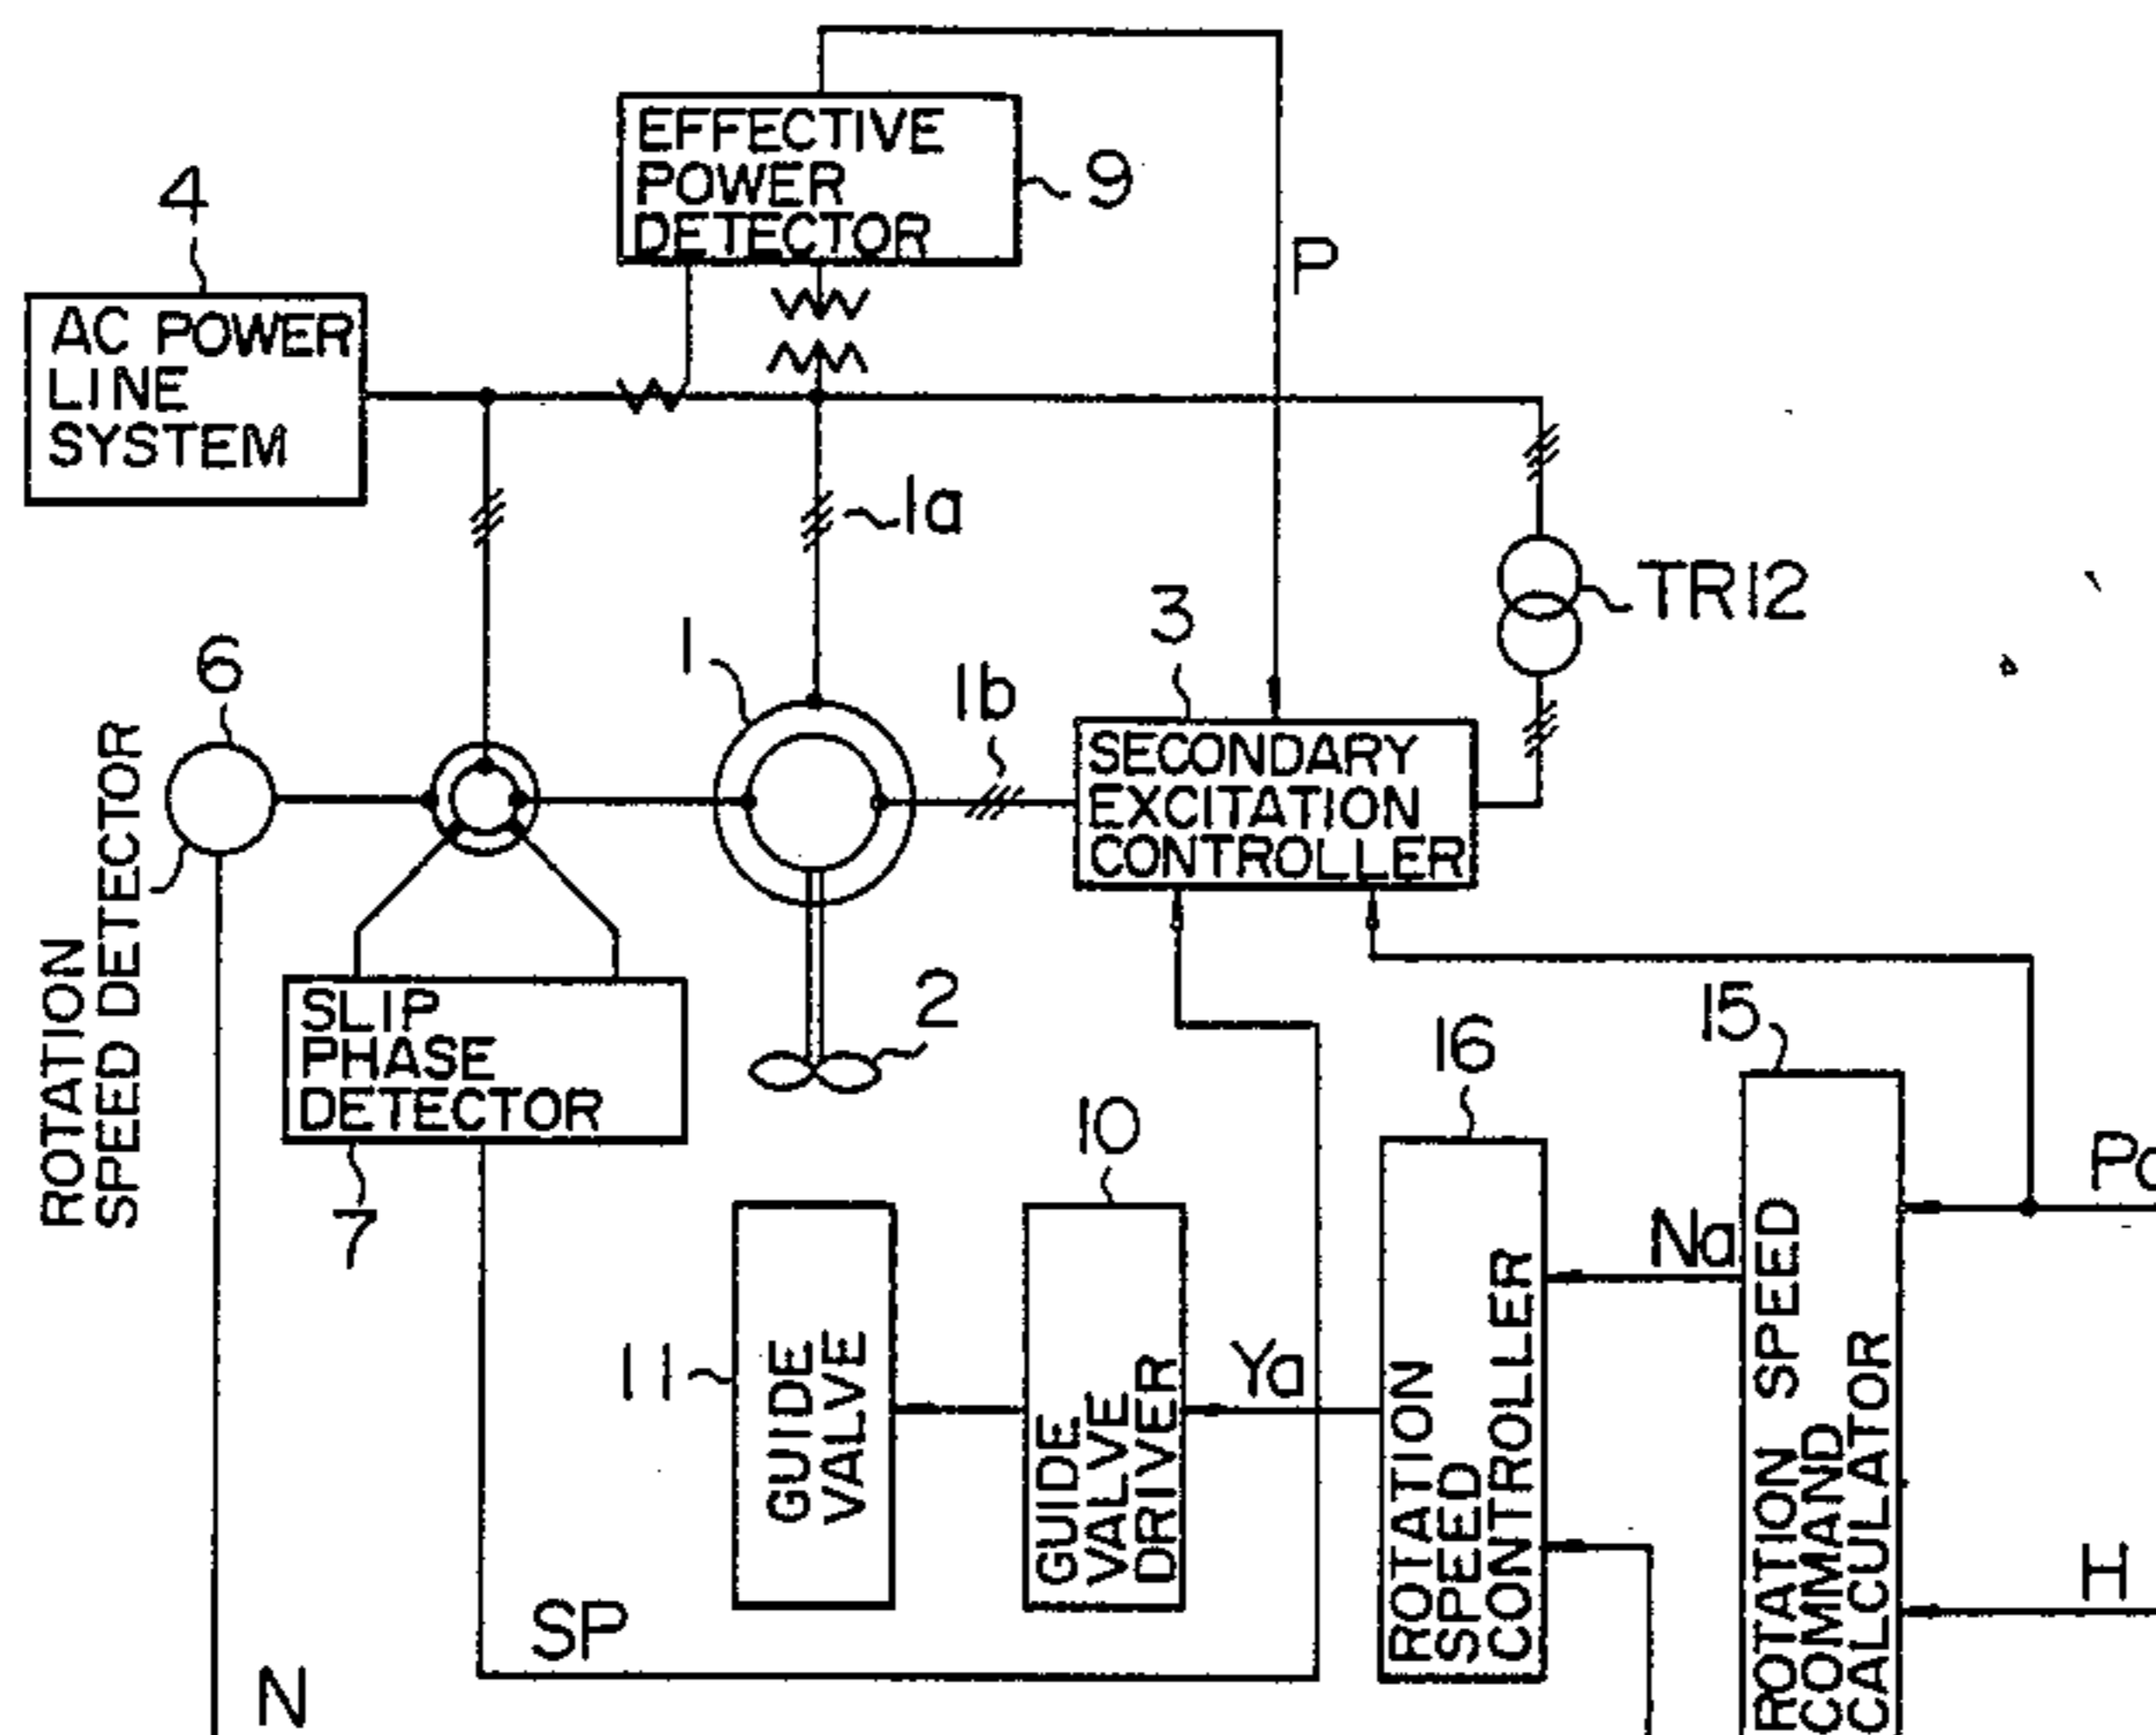 EFFECTIVE
POWER
DETECTOR
9
4
P
AC POWER
LINE
SYSTEM
1a
TR12
3
1
6
1b
SECONDARY
EXCITATION
CONTROLLER
ROTATION
SPEED DETECTOR
2
SLIP
PHASE
DETECTOR
15
16
10
7
Na
Ya
11
GUIDE
VALVE
GUIDE
VALVE
DRIVER
ROTATION
SPEED
CONTROLLER
ROTATION SPEED
COMMAND
CALCULATOR
H
SP
N